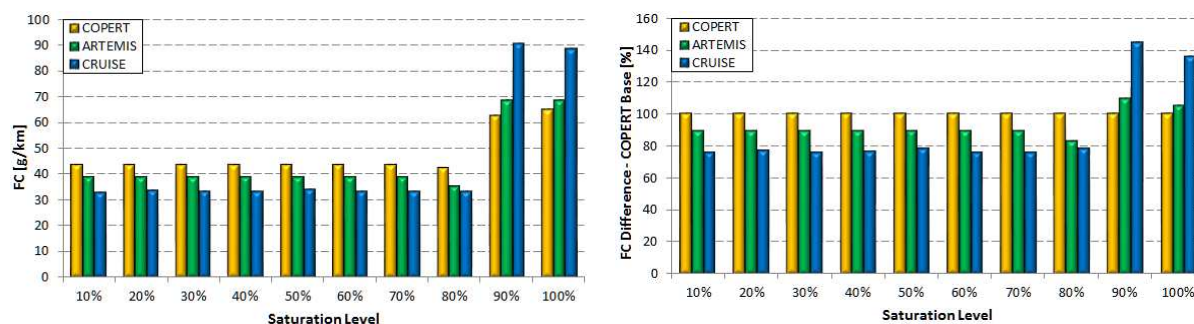 100
90
80
70
60
50
40
30
20
10
0
FC [g/km]
COPERT
ARTEMIS
CRUISE
10% 20% 30% 40% 50% 60% 70% 80% 90% 100%
Saturation Level
160
140
120
100
80
60
40
20
0
FC Difference - COPERT Base [%]
COPERT
ARTEMIS
CRUISE
10% 20% 30% 40% 50% 60% 70% 80% 90% 100%
Saturation Level